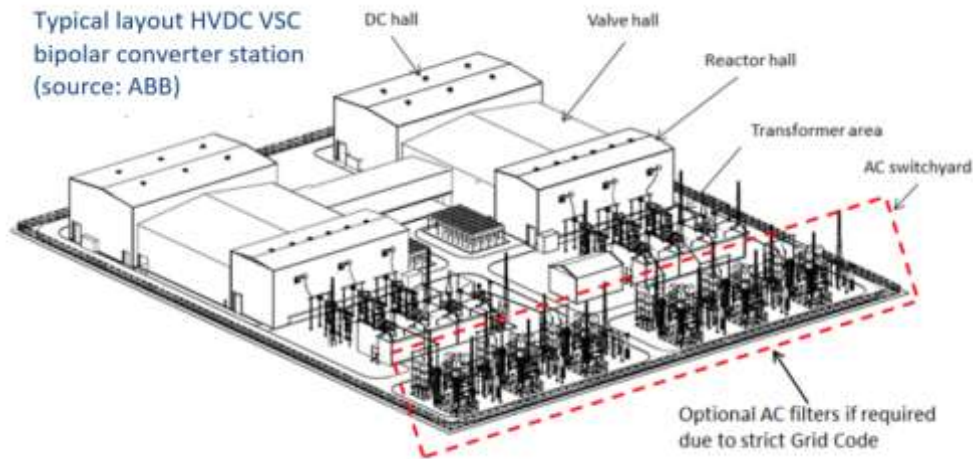 Typical layout HVDC VSC
bipolar converter station
(source: ABB)
DC hall
Valve hall
Reactor hall
Transformer area
AC switchyard
Optional AC filters if required
due to strict Grid Code